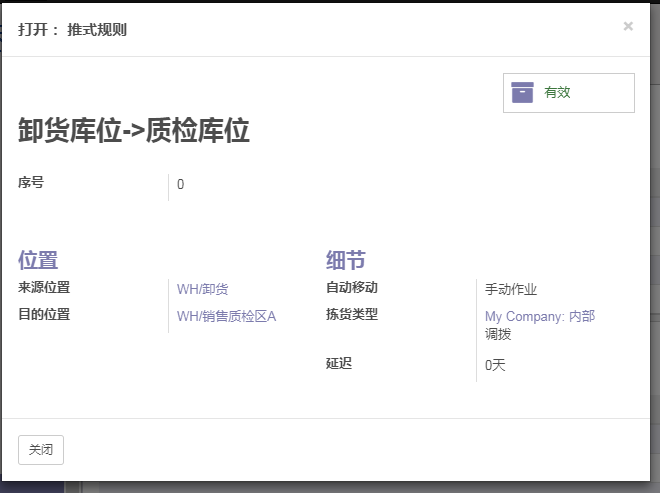 打开： 推式规则
×
有效
卸货库位->质检库位
序号
0
位置
来源位置
WH/卸货
目的位置
WH/销售质检区A
细节
自动移动
手动作业
拣货类型
My Company: 内部
调拨
延迟
0天
关闭